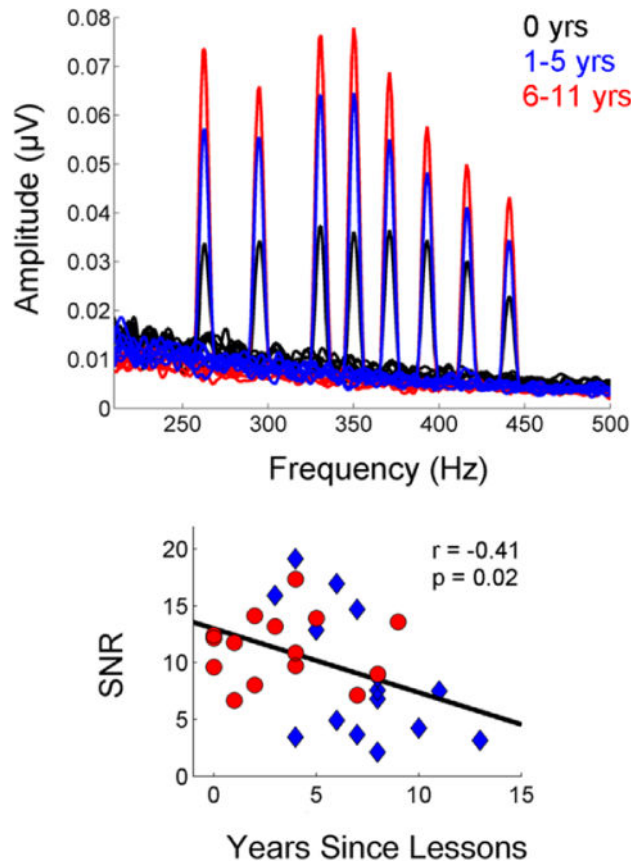 0.08
0.07
0.06
0.05
0.04
0.03
0.02
0.01
0
Amplitude (µV)
0 yrs
1-5 yrs
6-11 yrs
250
300
350
400
450
500
Frequency (Hz)
20
15
10
5
0
SNR
r = -0.41
p = 0.02
0
5
10
15
Years Since Lessons